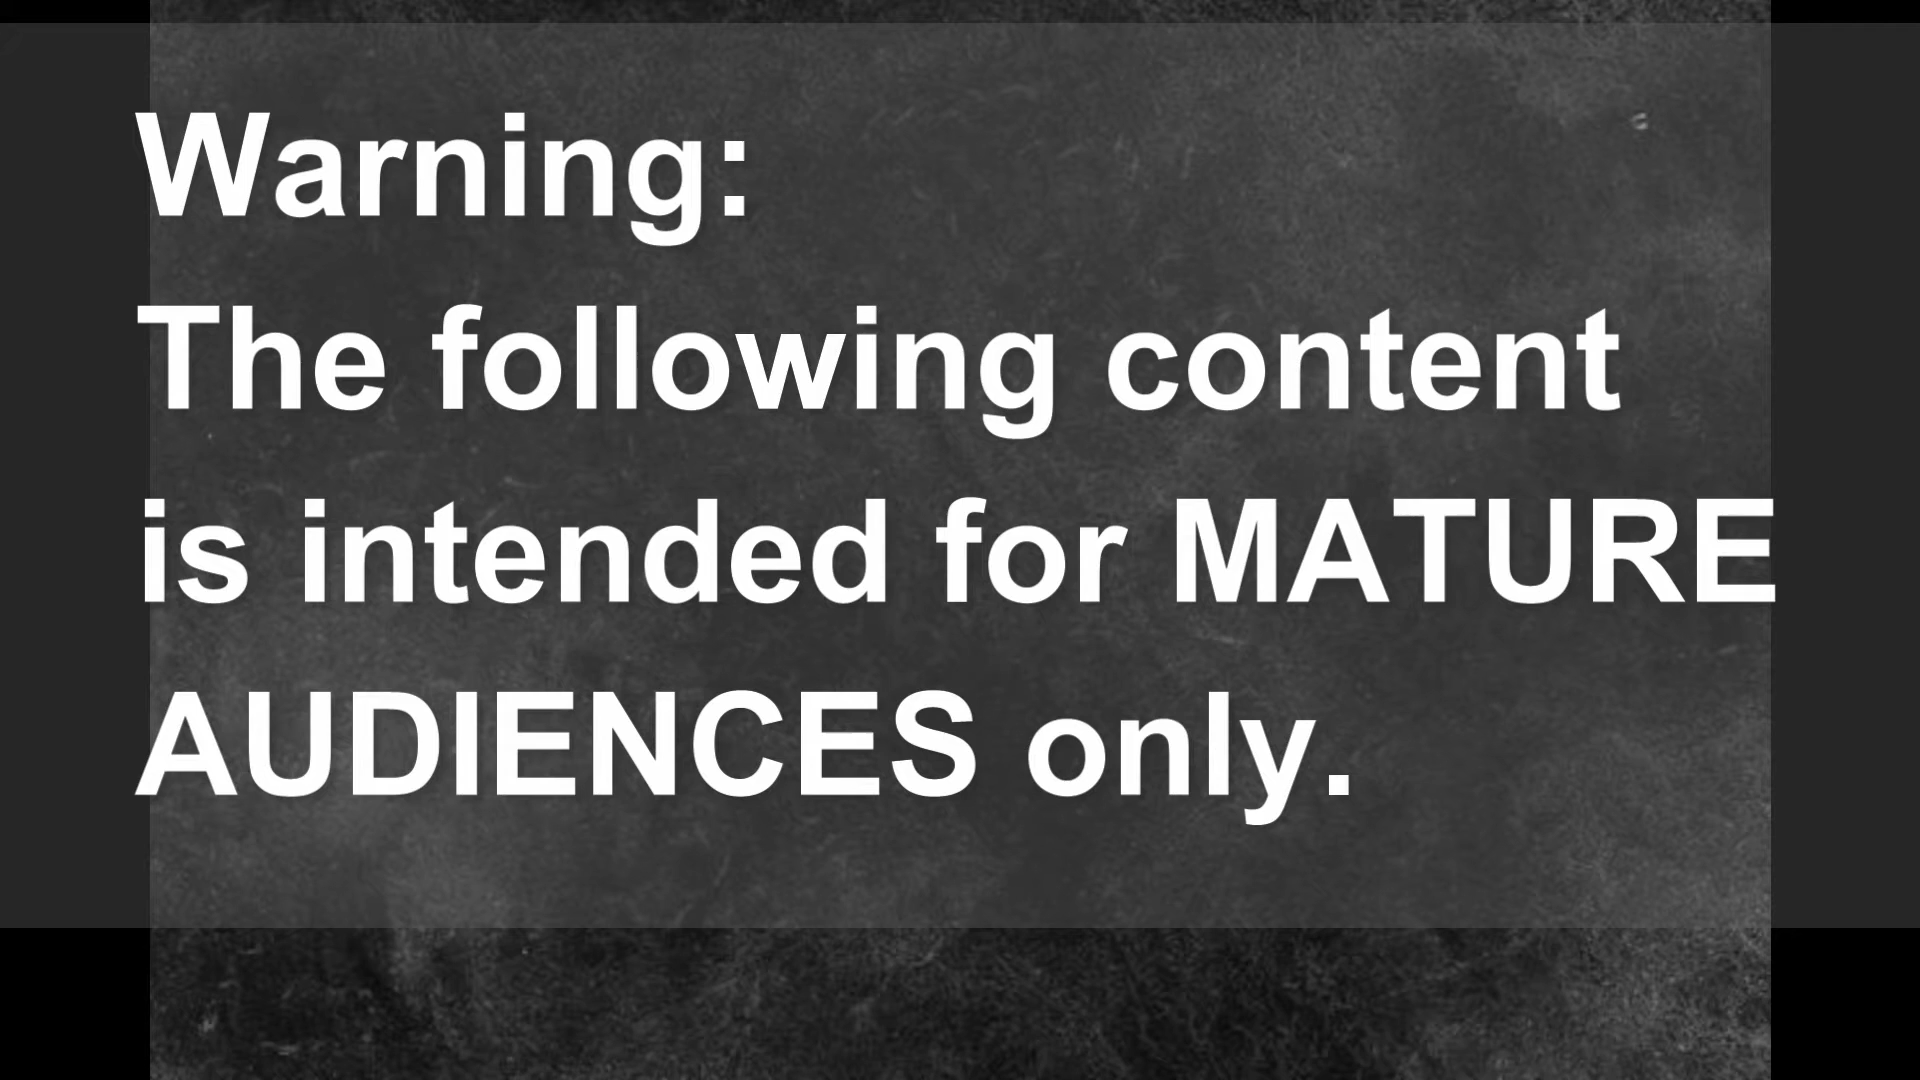 Warning:
The following content
is intended for MATURE
AUDIENCES only.